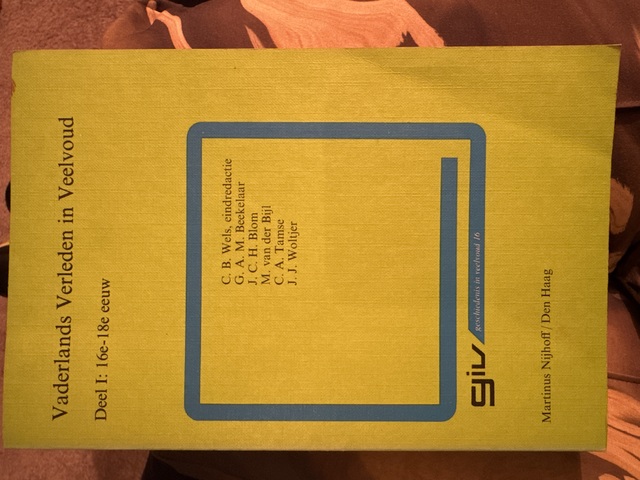 Vaderlands Verleden in Veelvoud
Deel I: 16e-18e eeuw
C. B. Wels, eindredactie
G. A. M. Beekelaar
J. C. H. Blom
M. van der Bijl
C. A. Tamse
J. J. Woltjer
giv
geschiedenis in veelvoud 16
Martinus Nijhoff/Den Haag